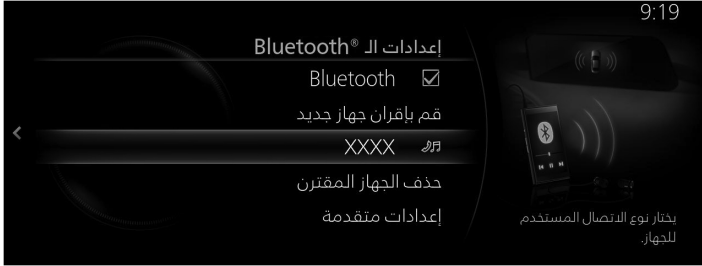 9:19
إعدادات الـ Bluetooth®
Bluetooth
قم بإقران جهاز جديد
XXXX
حذف الجهاز المقترن
إعدادات متقدمة
يختار نوع الاتصال المستخدم
للجهاز.